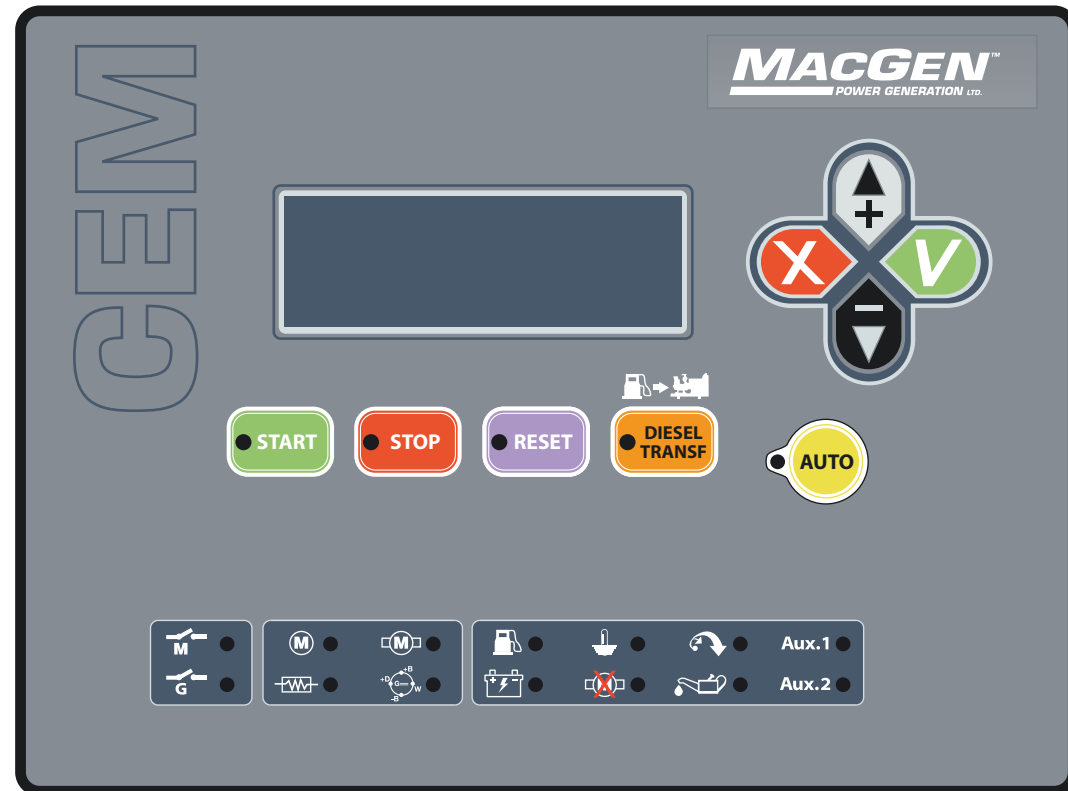 CEM
MACGEN™
POWER GENERATION LTD.
+
X V
−
START STOP RESET DIESEL TRANSF AUTO
M M M Aux.1
G +D +B G W -B + - Aux.2